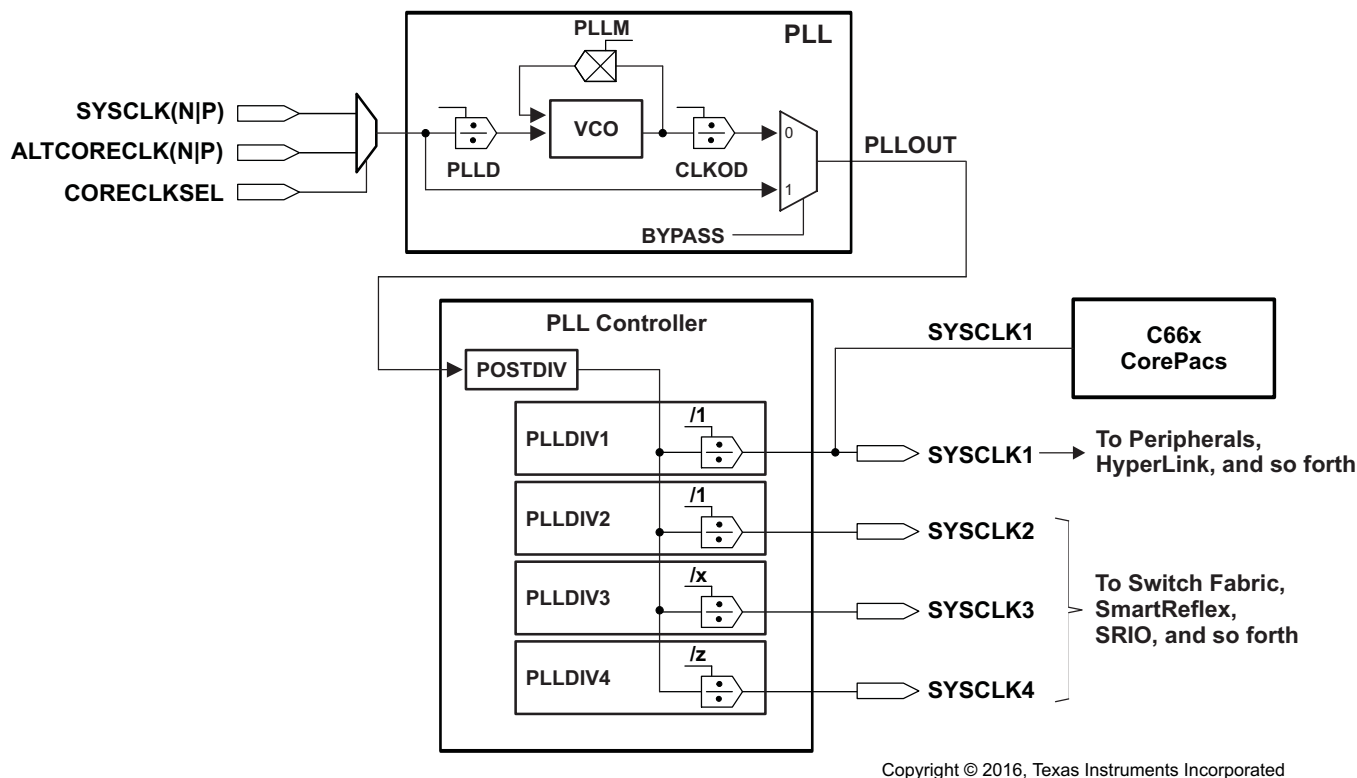 PLL
PLLM
SYSCLK(N|P)
ALTCORECLK(N|P)
CORECLKSEL
PLLD
VCO
CLKOD
0
1
BYPASS
PLLOUT
PLL Controller
POSTDIV
SYSCLK1
C66x
CorePacs
PLLDIV1
/1
SYSCLK1
To Peripherals,
HyperLink, and so forth
PLLDIV2
/1
SYSCLK2
PLLDIV3
/x
SYSCLK3
To Switch Fabric,
SmartReflex,
SRIO, and so forth
PLLDIV4
/z
SYSCLK4
Copyright © 2016, Texas Instruments Incorporated